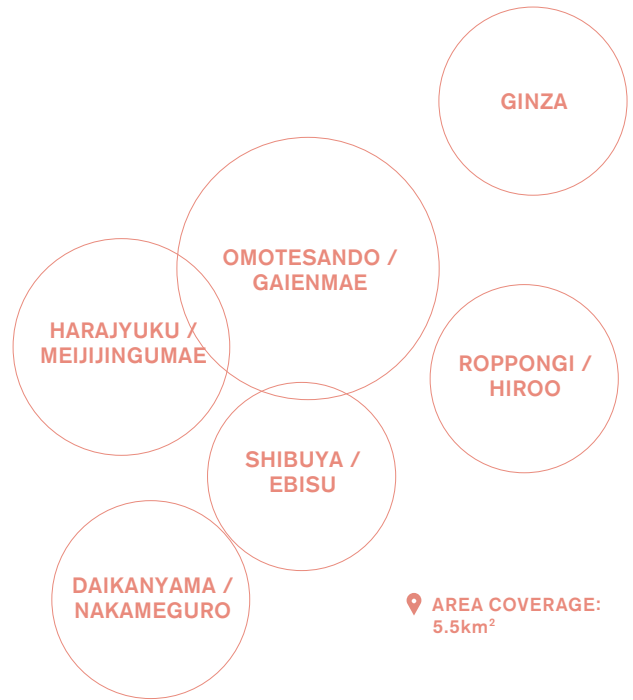 GINZA
OMOTESANDO /
GAIENMAE
HARAJYUKU /
MEIJIJINGUMAE
ROPPONGI /
HIROO
SHIBUYA /
EBISU
DAIKANYAMA /
NAKAMEGURO
AREA COVERAGE:
5.5km²